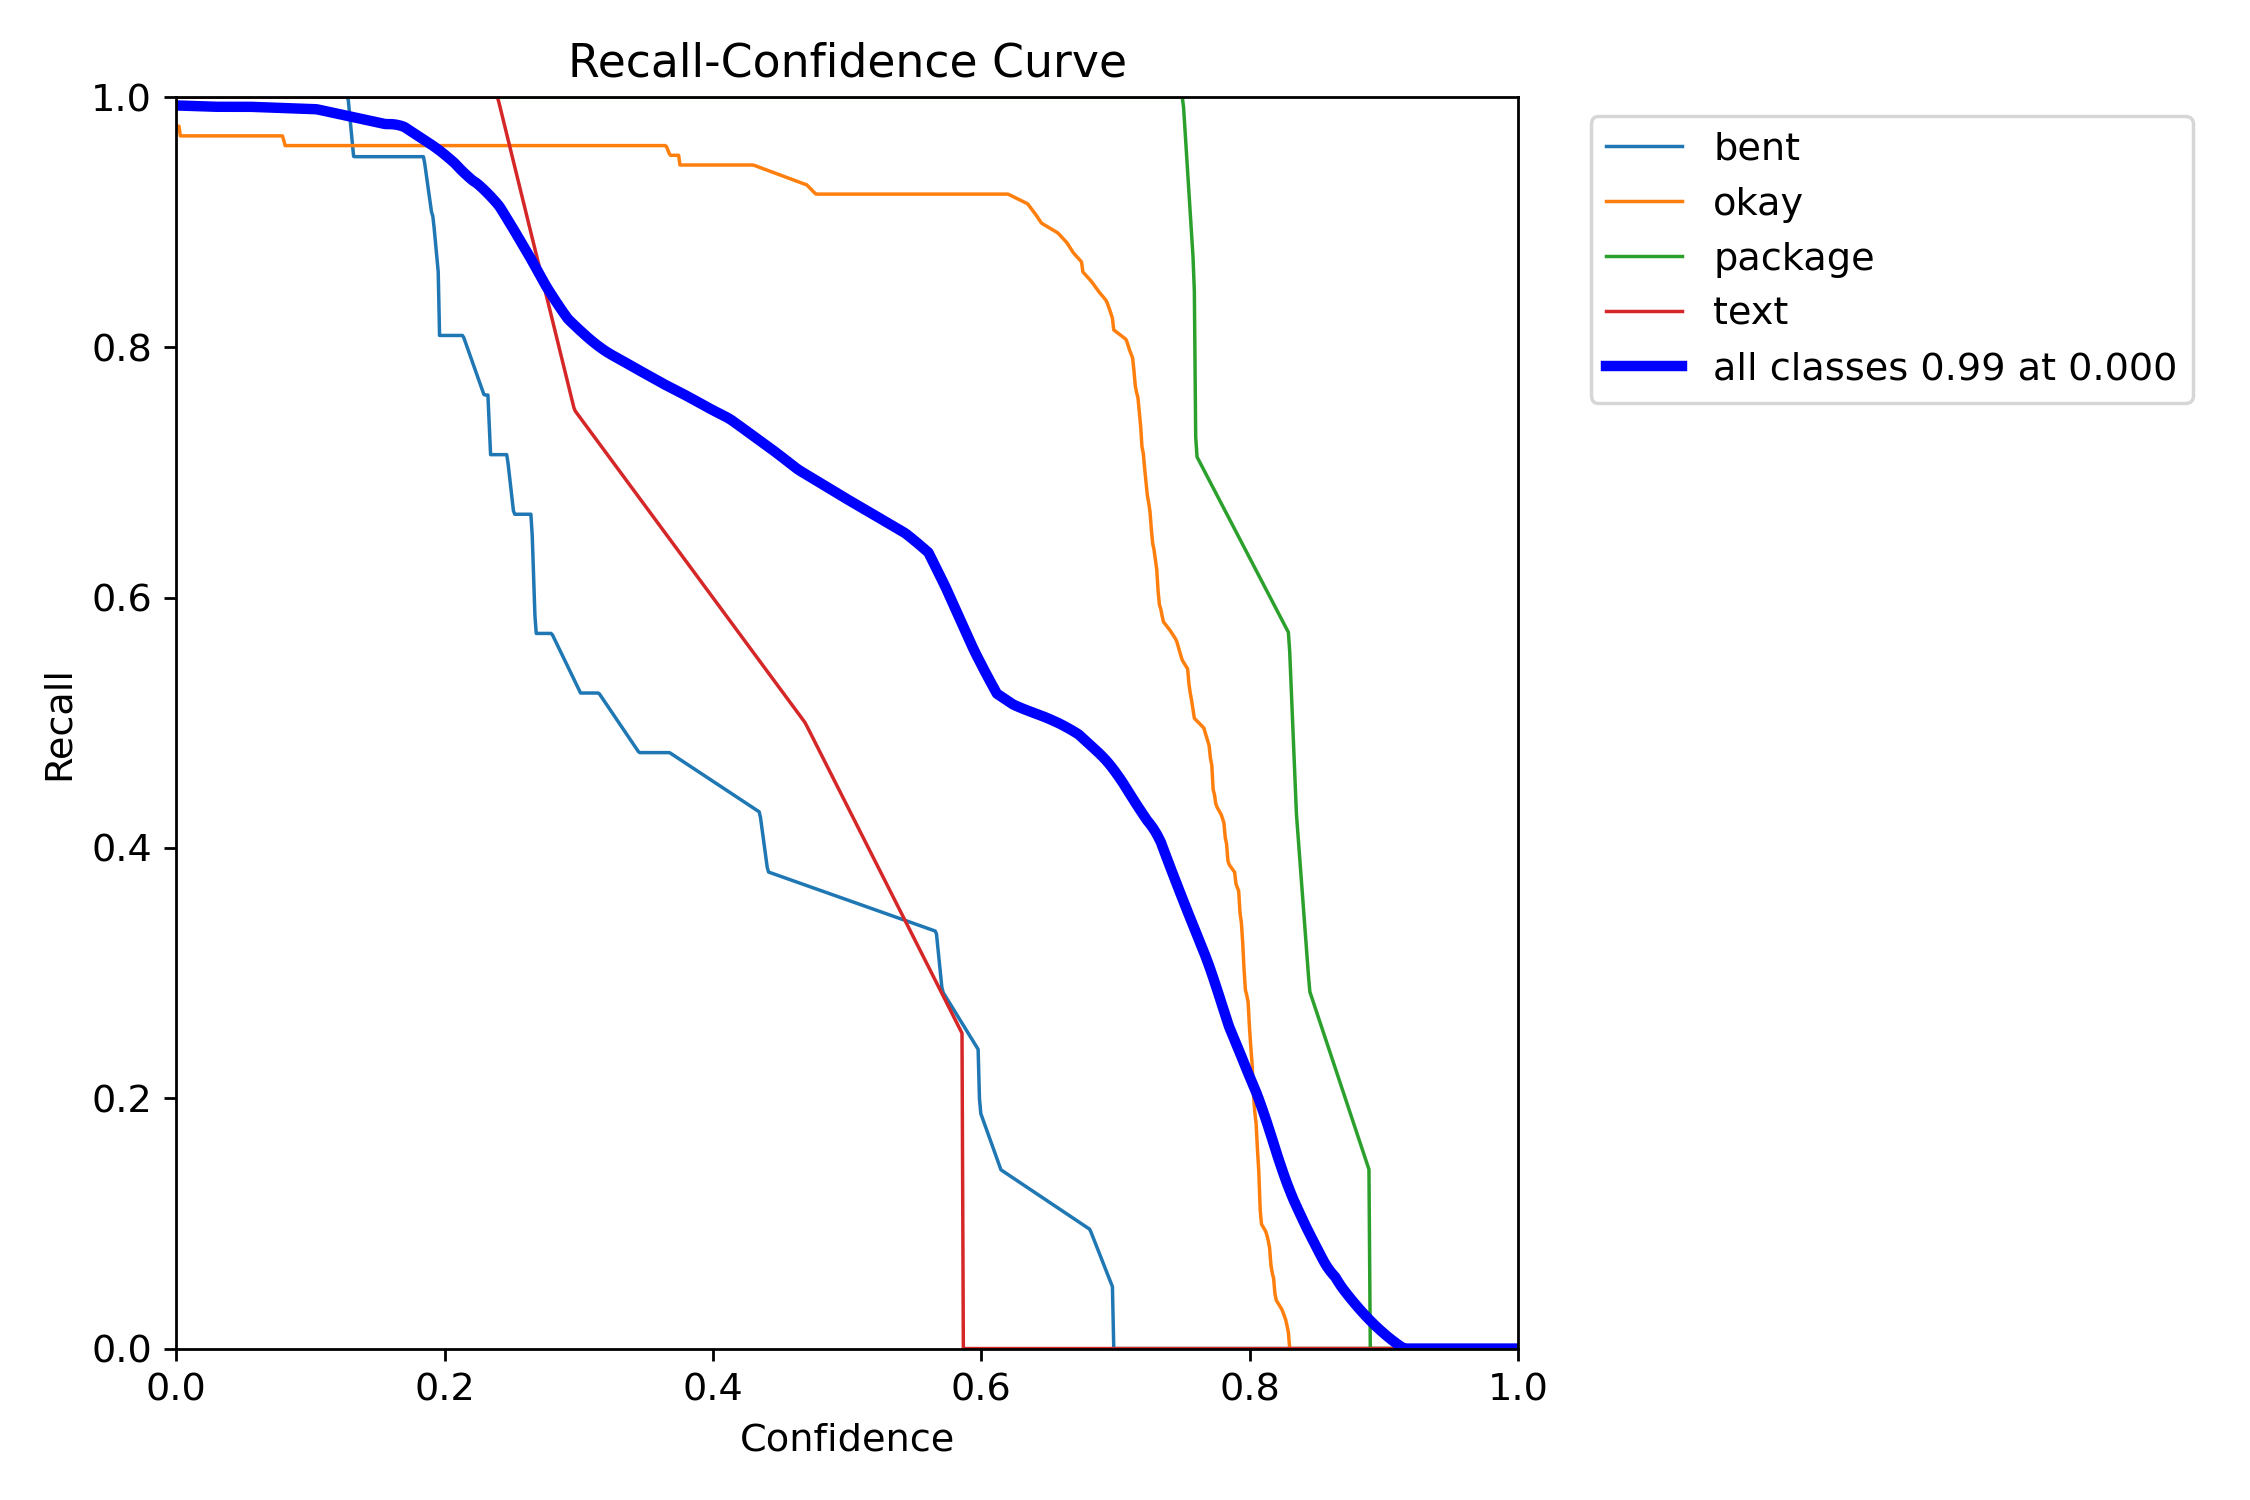 Recall-Confidence Curve
1.0
0.8
0.6
0.4
0.2
0.0
Recall
0.0 0.2 0.4 0.6 0.8 1.0
Confidence
bent
okay
package
text
all classes 0.99 at 0.000